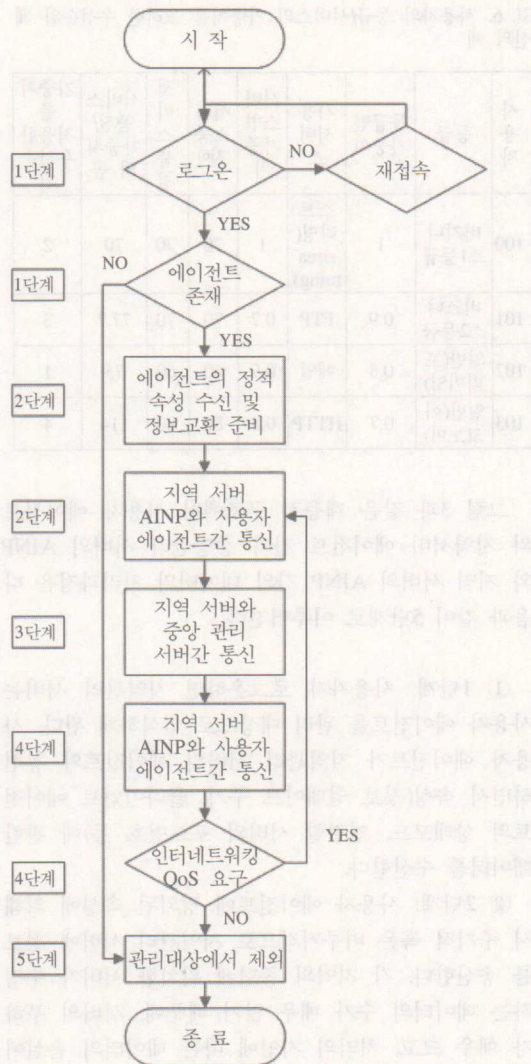 시 작
1단계
로그온
NO
재접속
YES
NO
1단계
에이전트
존재
YES
2단계
에이전트의 정적
속성 수신 및
정보교환 준비
2단계
지역 서버
AINP와 사용자
에이전트간 통신
3단계
지역 서버와
중앙 관리
서버간 통신
4단계
지역 서버
AINP와 사용자
에이전트간 통신
YES
4단계
인터네트워킹
QoS 요구
NO
5단계
관리대상에서 제외
종 료